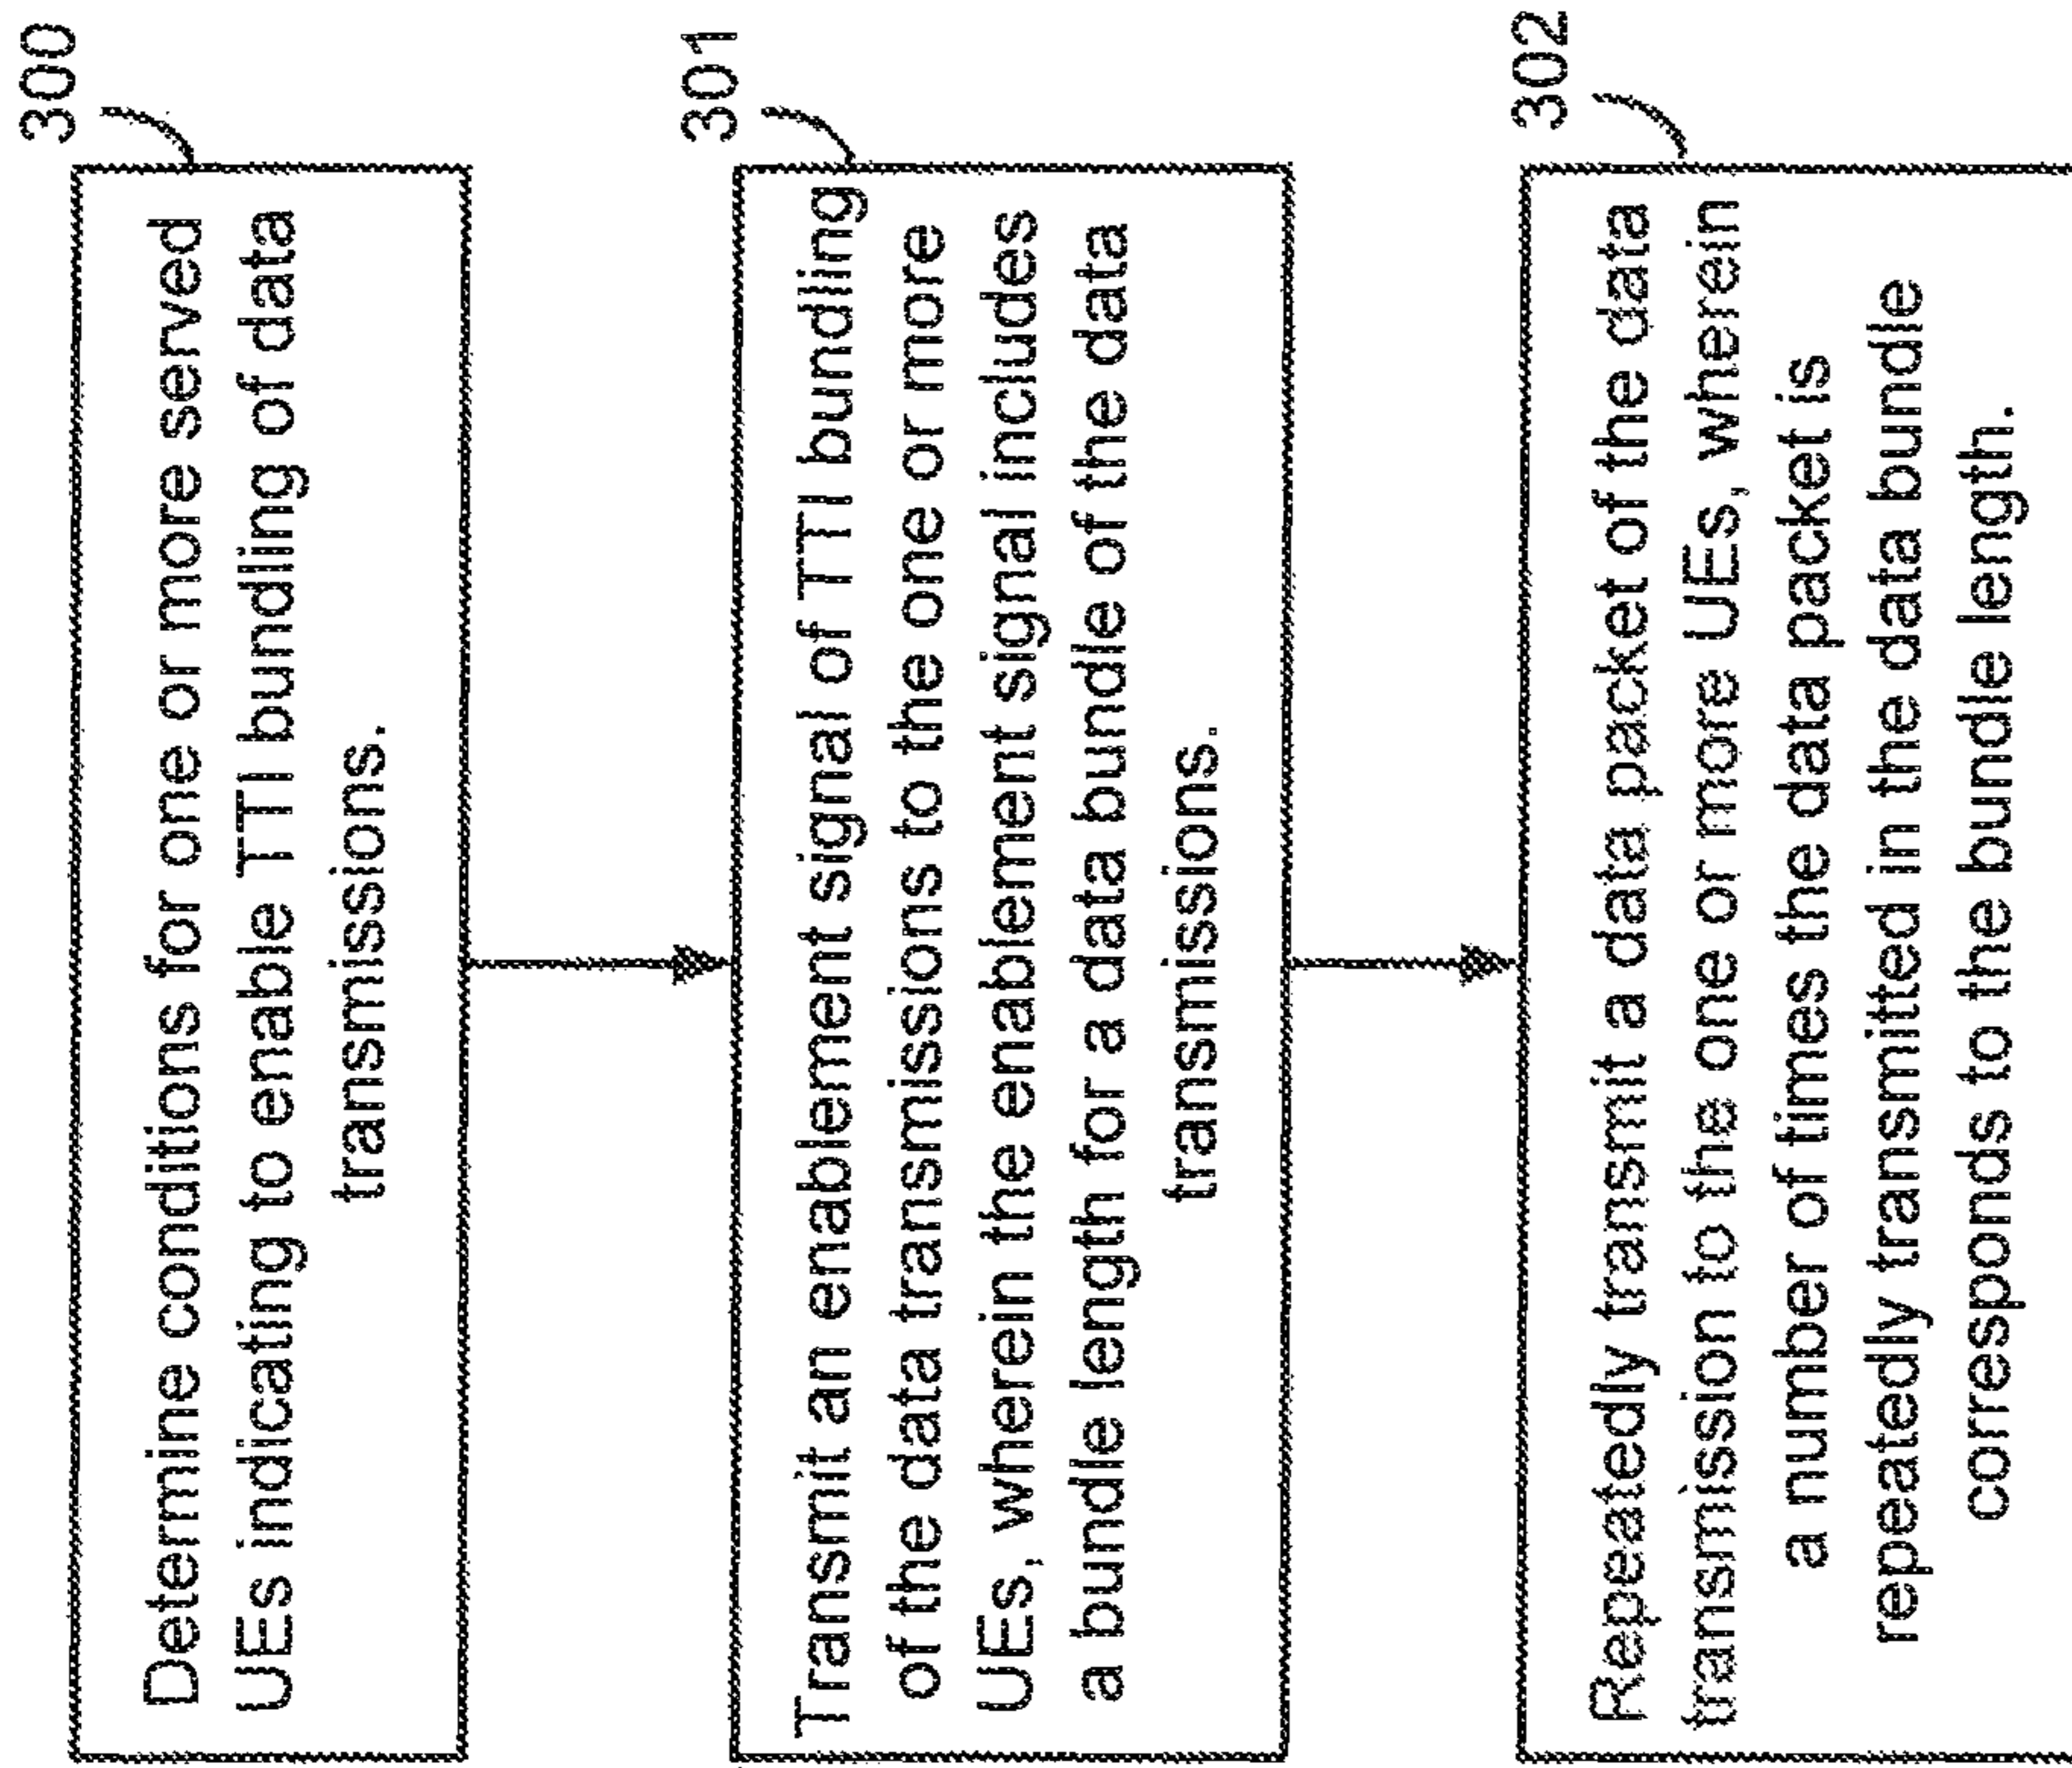 300
Determine conditions for one or more served
UEs indicating to enable TTI bundling of data
transmissions.
301
Transmit an enablement signal of TTI bundling
of the data transmissions to the one or more
UEs, wherein the enablement signal includes
a bundle length for a data bundle of the data
transmissions.
302
Repeatedly transmit a data packet of the data
transmission to the one or more UEs, wherein
a number of times the data packet is
repeatedly transmitted in the data bundle
corresponds to the bundle length.